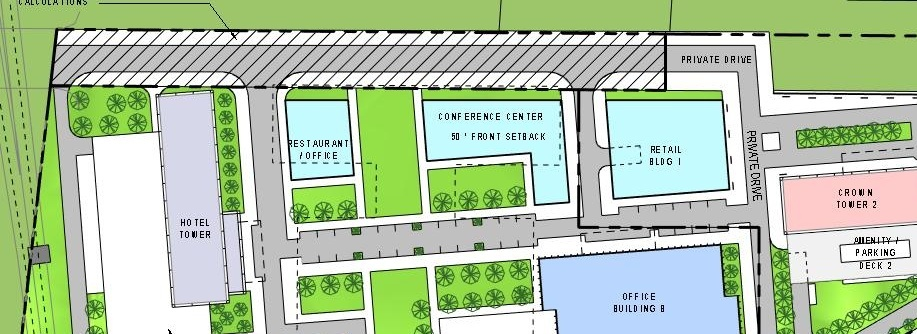 CALCULATIONS
PRIVATE DRIVE
CONFERENCE CENTER
50' FRONT SETBACK
RESTAURANT
/ OFFICE
RETAIL
BLDG 1
PRIVATE DRIVE
CROWN
TOWER 2
HOTEL
TOWER
AMENITY /
PARKING
DECK 2
OFFICE
BUILDING B